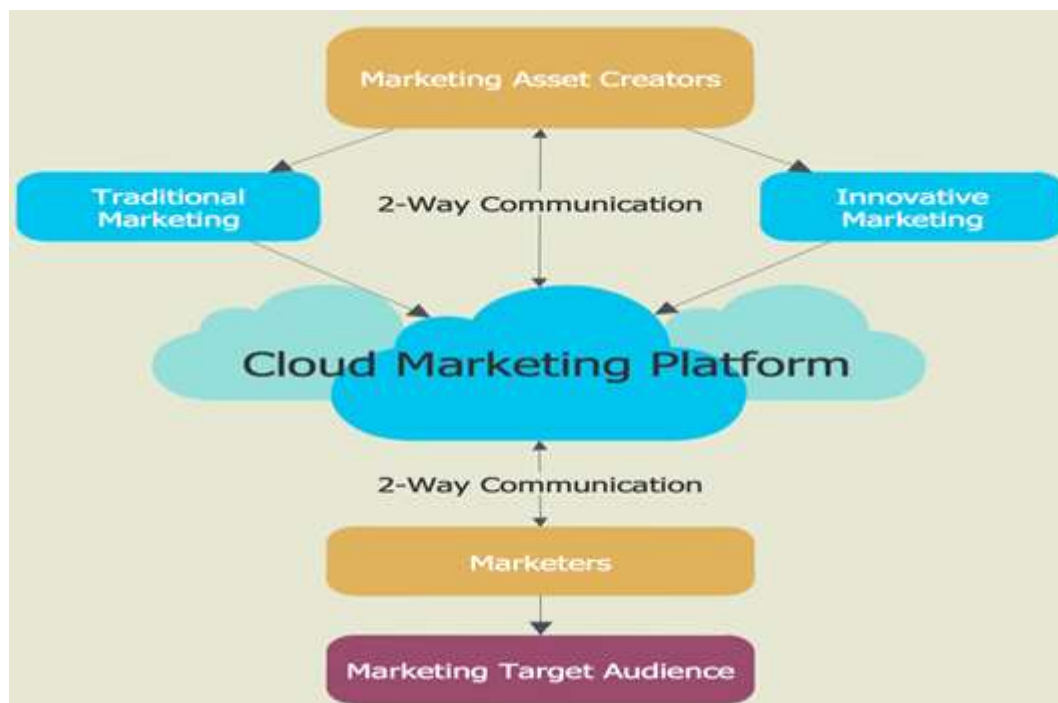 Marketing Asset Creators
Traditional
Marketing
2-Way Communication
Innovative
Marketing
Cloud Marketing Platform
2-Way Communication
Marketers
Marketing Target Audience